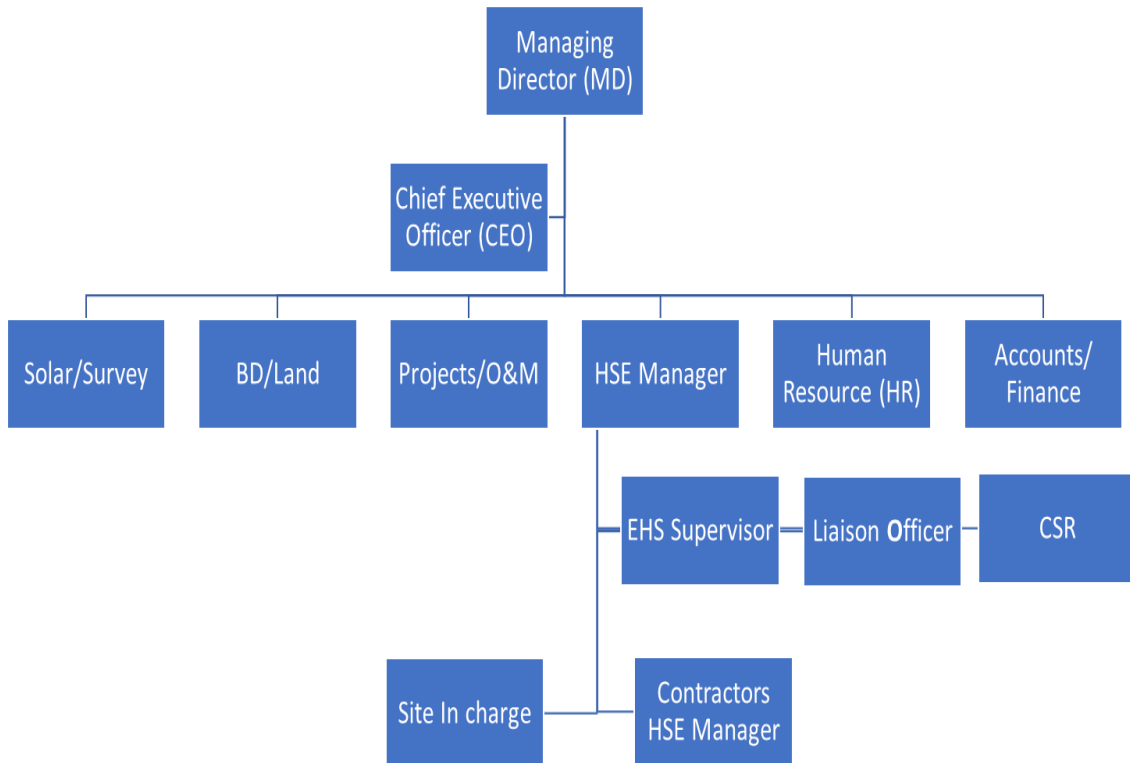 Managing
Director (MD)
Chief Executive
Officer (CEO)
Solar/Survey
BD/Land
Projects/O&M
HSE Manager
Human
Resource (HR)
Accounts/
Finance
EHS Supervisor
Liaison Officer
CSR
Site In charge
Contractors
HSE Manager